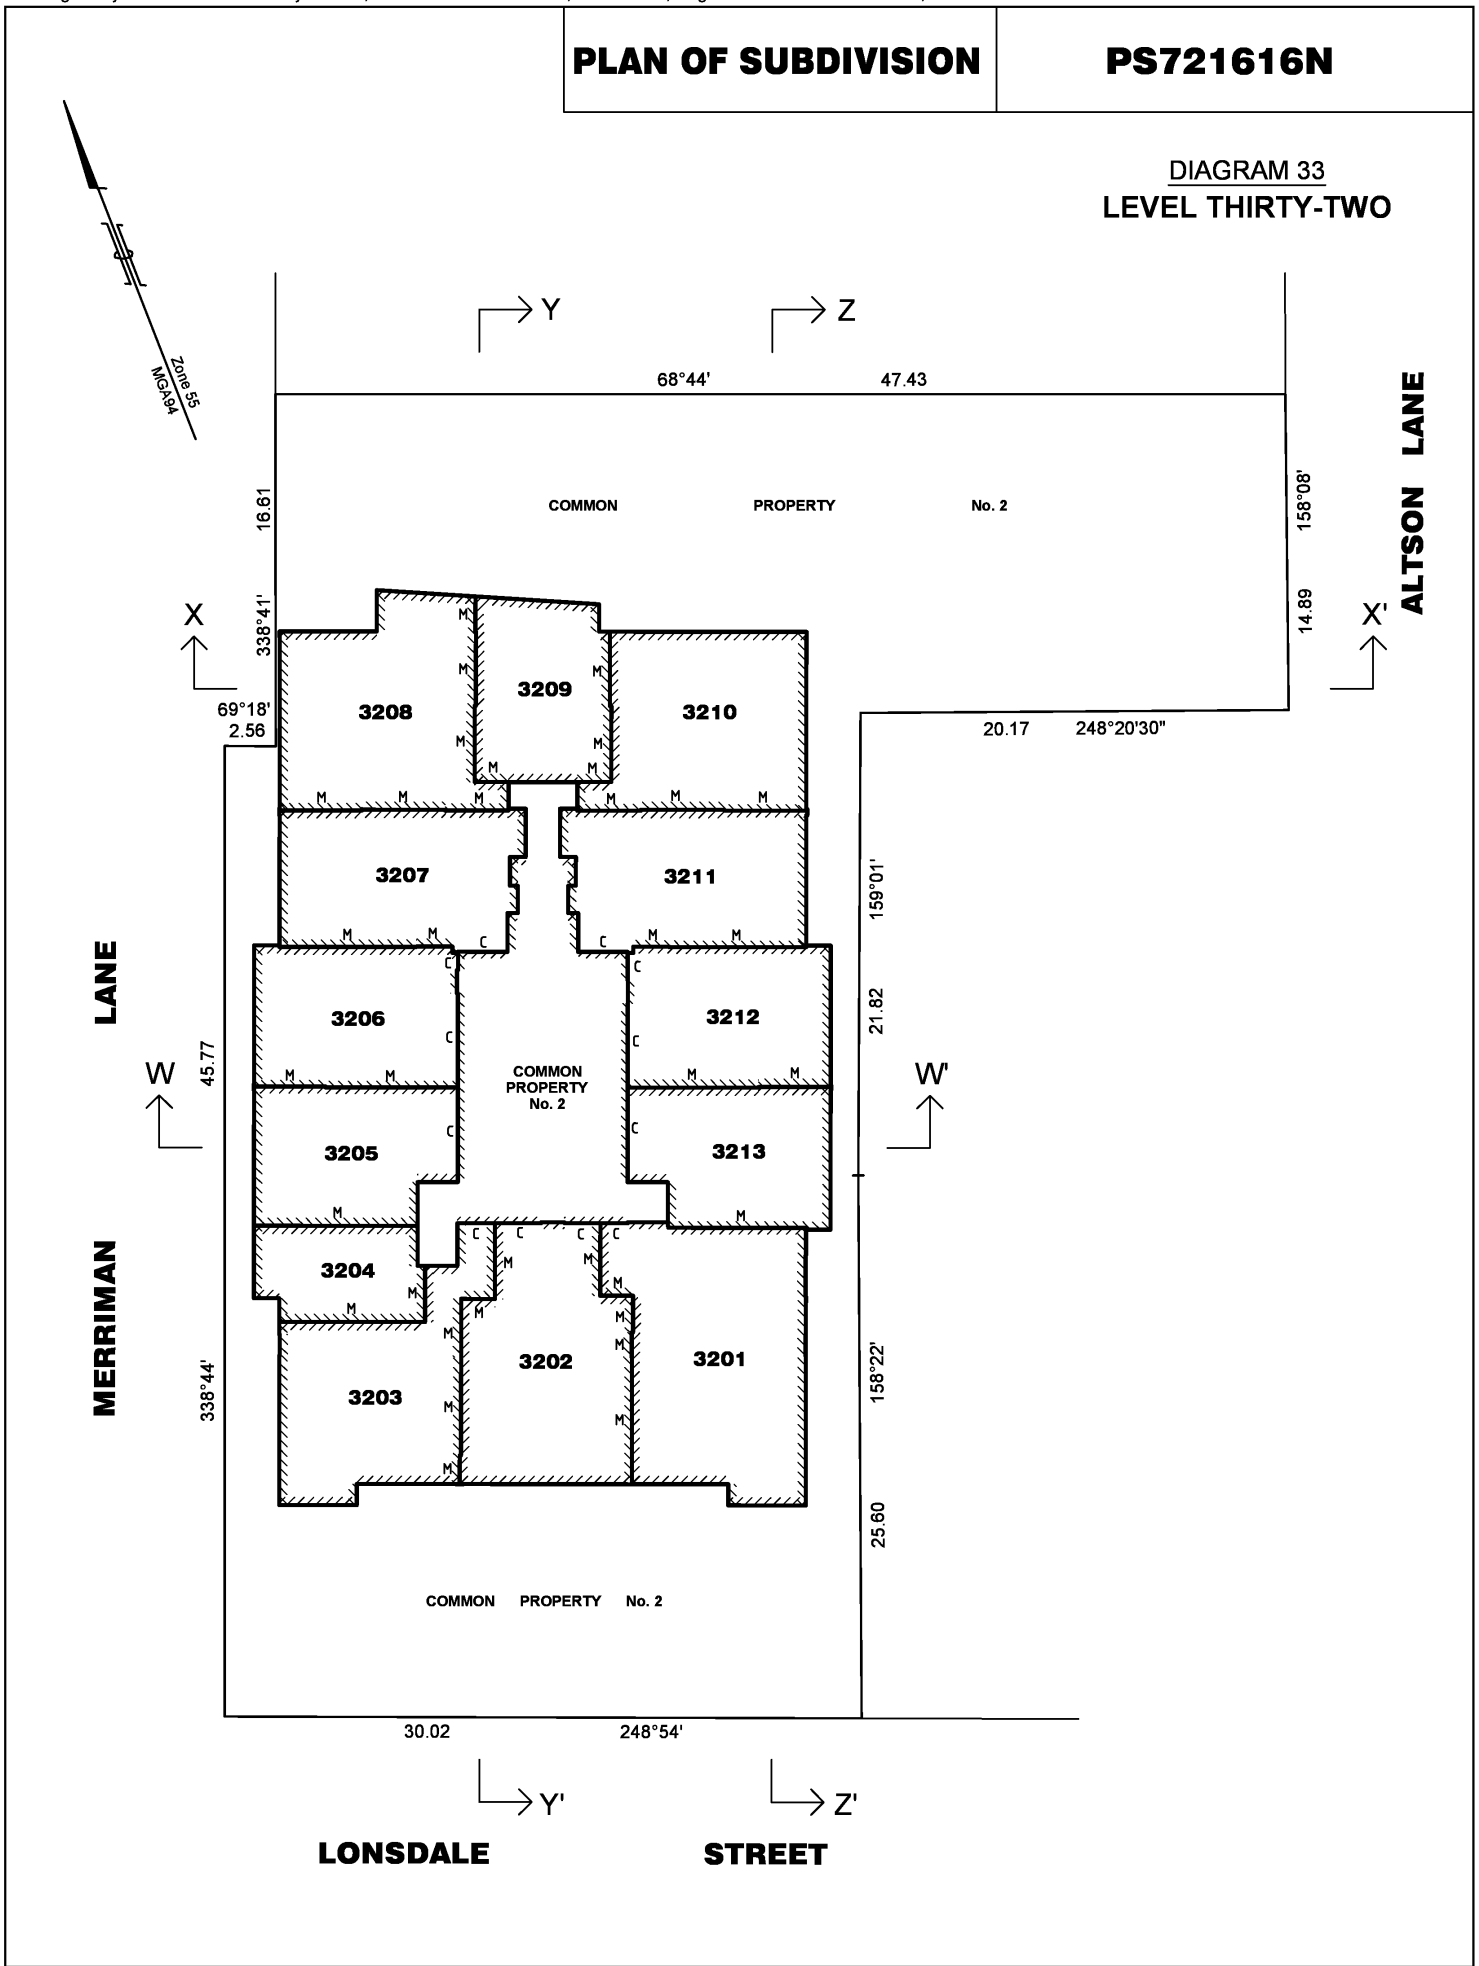 PLAN OF SUBDIVISION
PS721616N
DIAGRAM 33
LEVEL THIRTY-TWO
Zone 55
MGA94
Y
Z
68°44'
47.43
ALTSON LANE
16.61
338°41'
158°08'
14.89
COMMON PROPERTY No. 2
X
X'
69°18'
2.56
20.17
248°20'30"
3208
3209
3210
M
M
M
M
M
M
M
M
M
M
M
M
M
3207
3211
M
M
C
C
M
M
159°01'
LANE
3206
3212
C
C
C
C
M
M
M
M
21.82
45.77
W
W'
COMMON
PROPERTY
No. 2
3205
3213
C
C
M
M
3204
M
M
C
C
C
C
M
M
M
M
MERRIMAN
338°44'
3203
3202
3201
M
M
M
M
M
M
158°22'
25.60
COMMON PROPERTY No. 2
30.02
248°54'
Y'
Z'
LONSDALE STREET